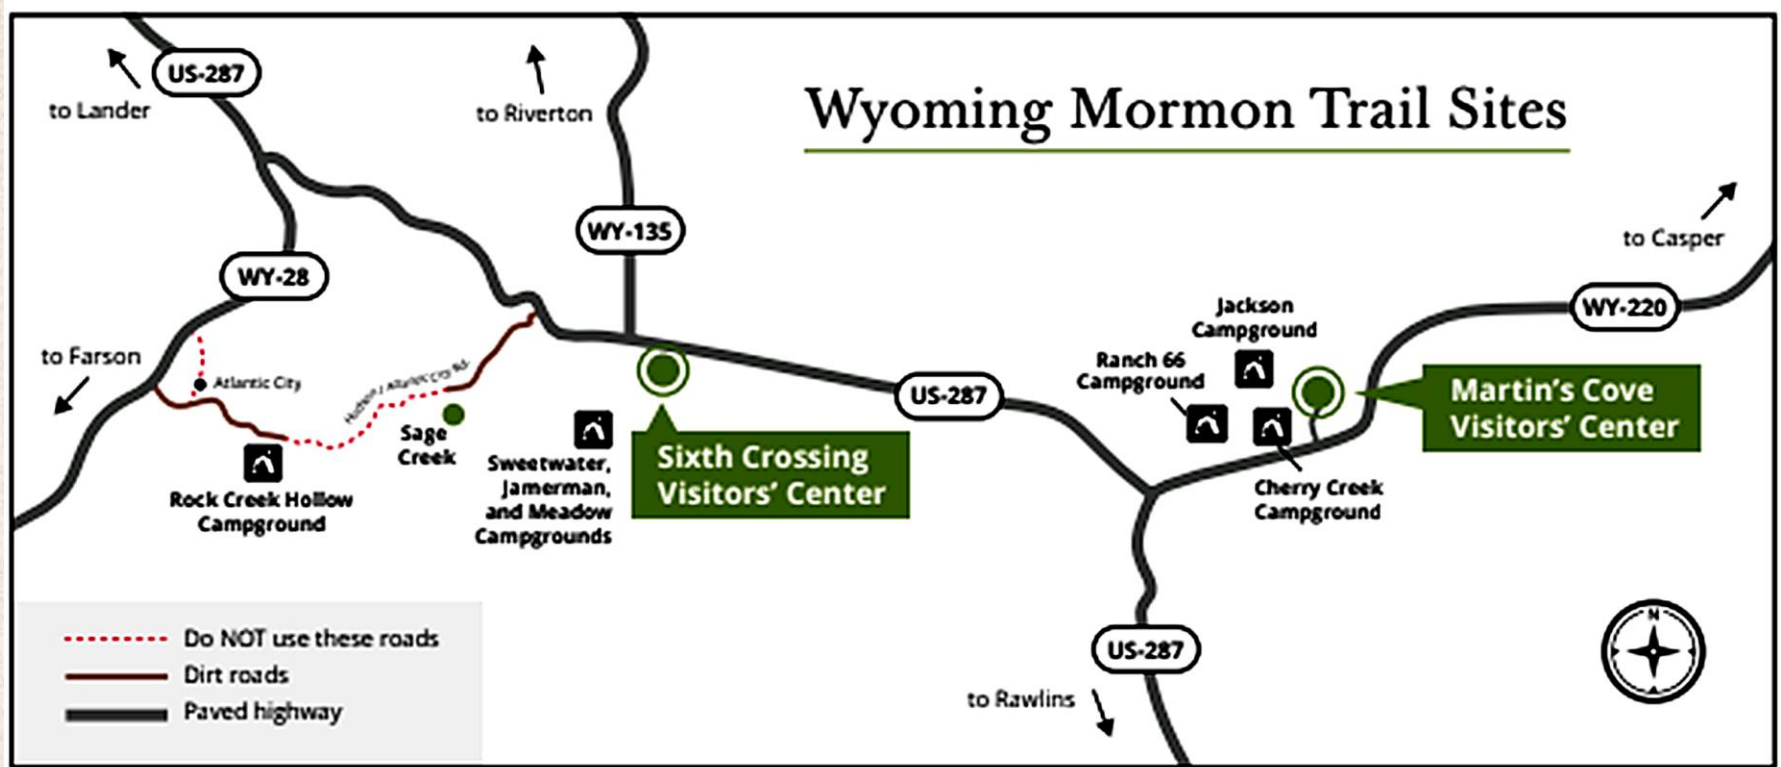 Wyoming Mormon Trail Sites
US-287
to Lander
to Riverton
WY-135
WY-28
to Casper
WY-220
to Farson
Atlantic City
Jackson
Campground
Ranch 66
Campground
US-287
Martin's Cove
Visitors' Center
Sage
Creek
Rock Creek Hollow
Campground
Sweetwater,
Jamerman,
and Meadow
Campgrounds
Sixth Crossing
Visitors' Center
Cherry Creek
Campground
US-287
to Rawlins
N
Do NOT use these roads
Dirt roads
Paved highway